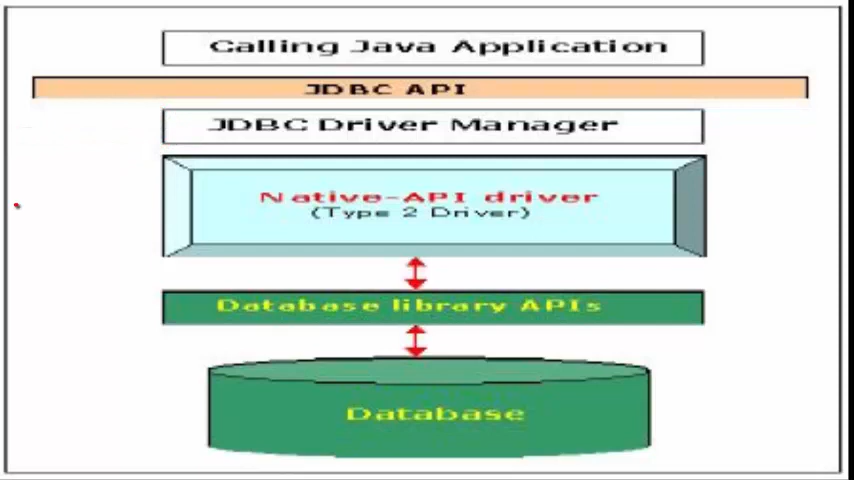 Calling Java Application
JDBC API
JDBC Driver Manager
Native-API driver
(Type 2 Driver)
Database library APIs
Database